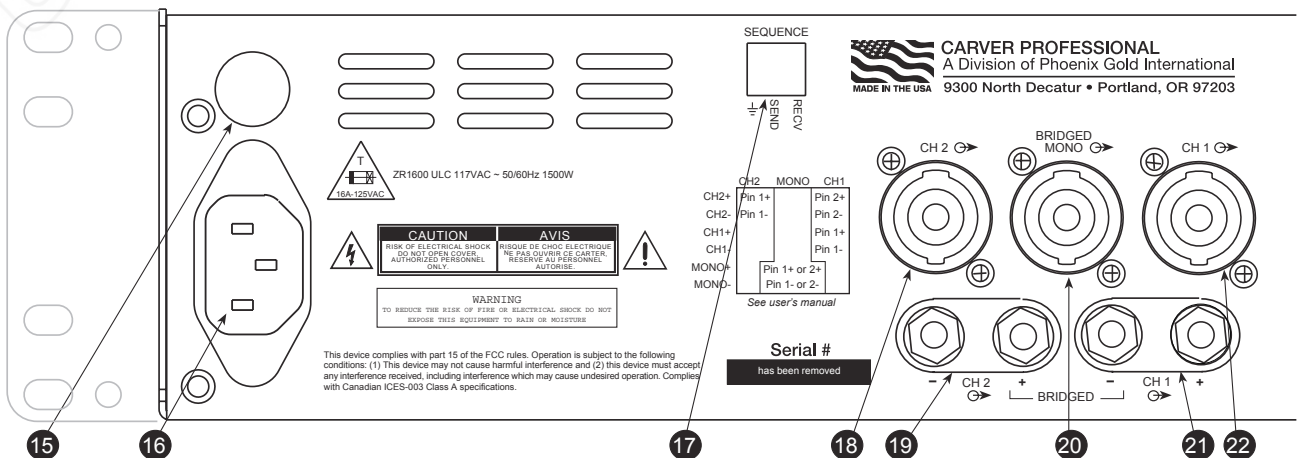 SEQUENCE
SEND
RECV
MADE IN THE USA
CARVER PROFESSIONAL
A Division of Phoenix Gold International
9300 North Decatur • Portland, OR 97203
T
16A-125VAC
ZR1600 ULC 117VAC ~ 50/60Hz 1500W
CAUTION
RISK OF ELECTRICAL SHOCK
DO NOT OPEN COVER,
AUTHORIZED PERSONNEL
ONLY.
AVIS
RISQUE DE CHOC ELECTRIQUE
NE PAS OUVRIR CE CARTER,
RESERVE AU PERSONNEL
AUTORISE.
WARNING
TO REDUCE THE RISK OF FIRE OR ELECTRICAL SHOCK DO NOT
EXPOSE THIS EQUIPMENT TO RAIN OR MOISTURE
This device complies with part 15 of the FCC rules. Operation is subject to the following
conditions: (1) This device may not cause harmful interference and (2) this device must accept
any interference received, including interference which may cause undesired operation. Complies
with Canadian ICES-003 Class A specifications.
CH2 MONO CH1
CH2+ Pin 1+ Pin 2+
CH2- Pin 1- Pin 2-
CH1+ Pin 1+
CH1- Pin 1-
MONO+ Pin 1+ or 2+
MONO- Pin 1- or 2-
See user's manual
Serial #
has been removed
CH 2
BRIDGED
MONO
CH 1
– CH 2 + – CH 1 +
BRIDGED
15 16 17 18 19 20 21 22